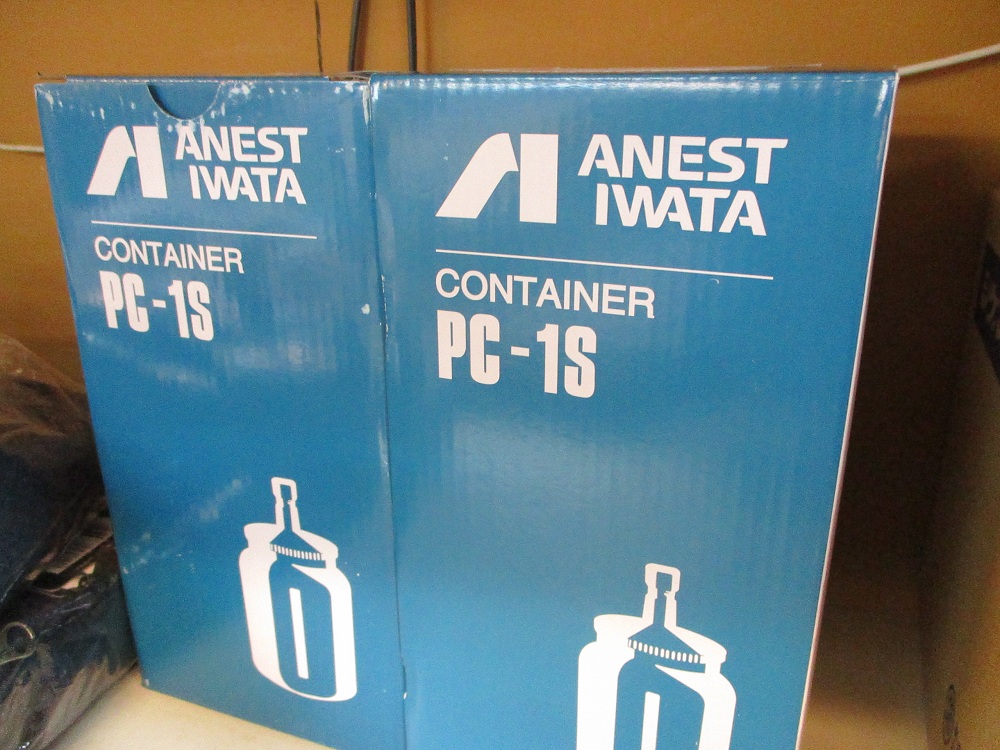 ANEST
IWATA
CONTAINER
PC-1S
ANEST
IWATA
CONTAINER
PC-1S